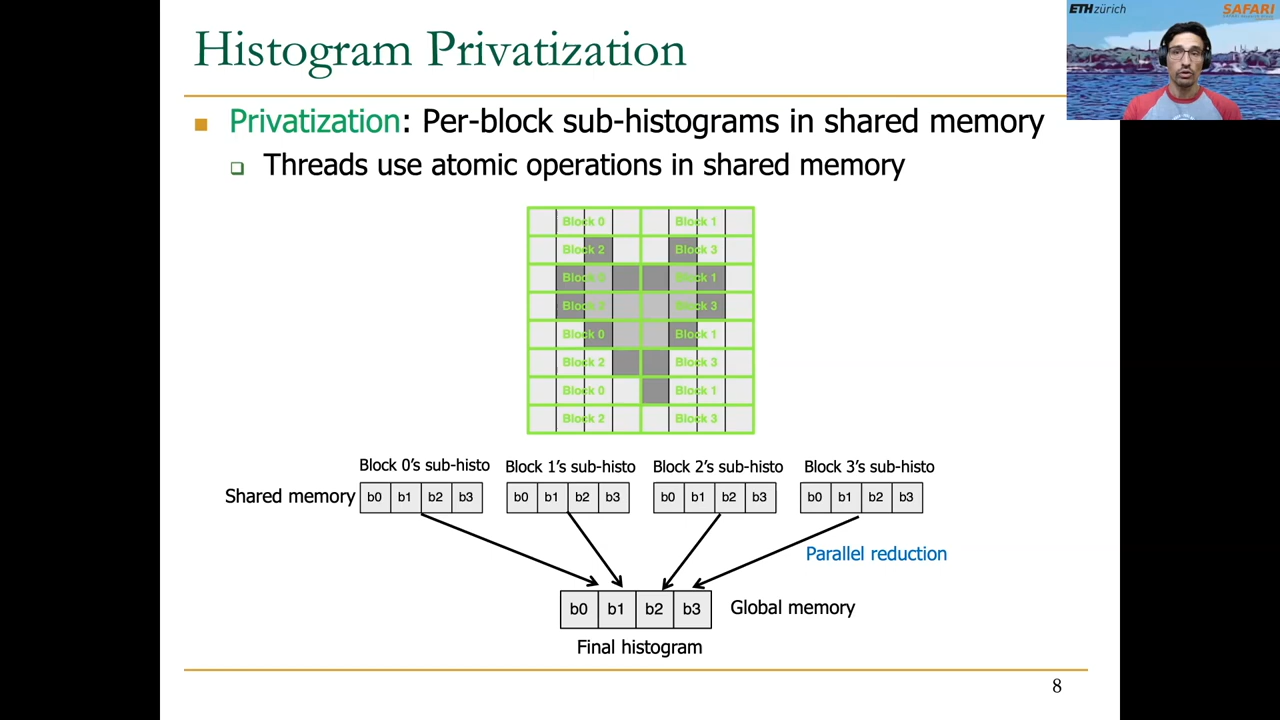 Histogram Privatization
ETHzürich
SAFARI
Privatization: Per-block sub-histograms in shared memory
Threads use atomic operations in shared memory
Block 0 Block 1
Block 2 Block 3
Block 0 Block 1
Block 2 Block 3
Block 0 Block 1
Block 2 Block 3
Block 0 Block 1
Block 2 Block 3
Block 0's sub-histo Block 1's sub-histo Block 2's sub-histo Block 3's sub-histo
Shared memory b0 b1 b2 b3 b0 b1 b2 b3 b0 b1 b2 b3 b0 b1 b2 b3
Parallel reduction
b0 b1 b2 b3 Global memory
Final histogram
8